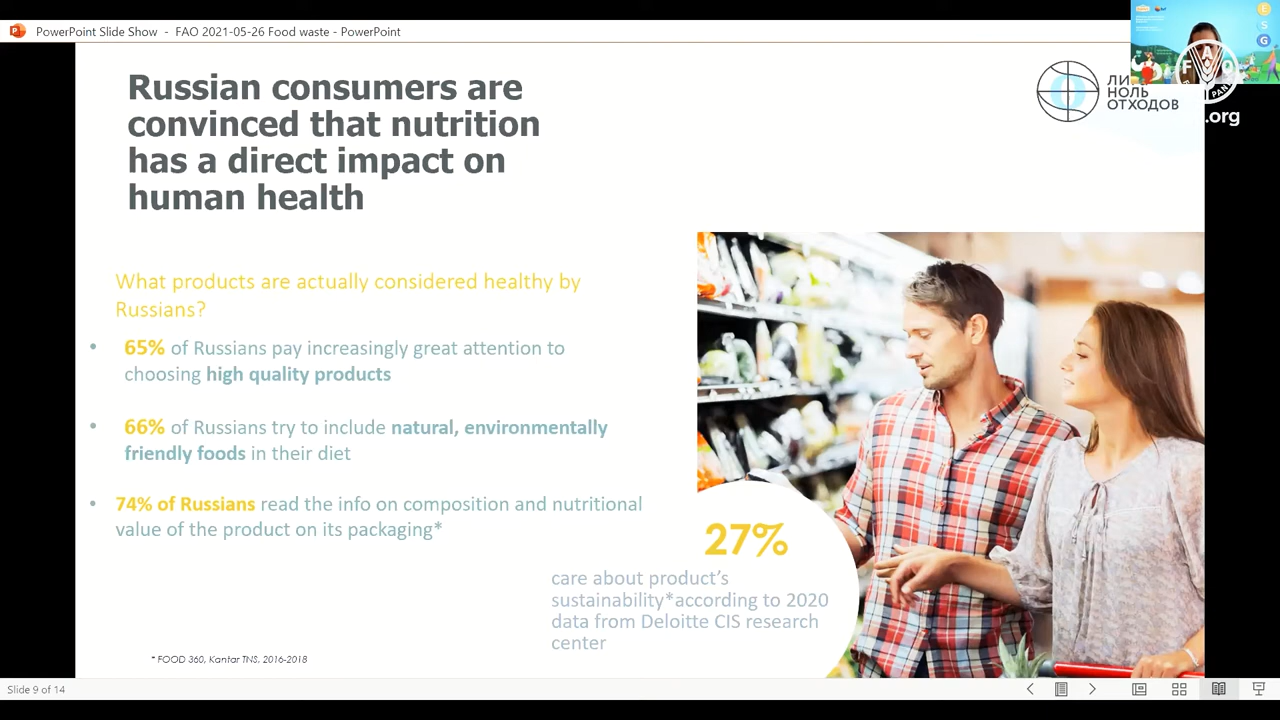 PowerPoint Slide Show - FAO 2021-05-26 Food waste - PowerPoint
Russian consumers are
convinced that nutrition
has a direct impact on
human health
НОЛЬ
ОТХОДОВ
F A O
.org
What products are actually considered healthy by
Russians?
• 65% of Russians pay increasingly great attention to
choosing high quality products
• 66% of Russians try to include natural, environmentally
friendly foods in their diet
• 74% of Russians read the info on composition and nutritional
value of the product on its packaging*
27%
care about product's
sustainability*according to 2020
data from Deloitte CIS research
center
* FOOD 360, Kantar TNS, 2016-2018
Slide 9 of 14
E
S
G